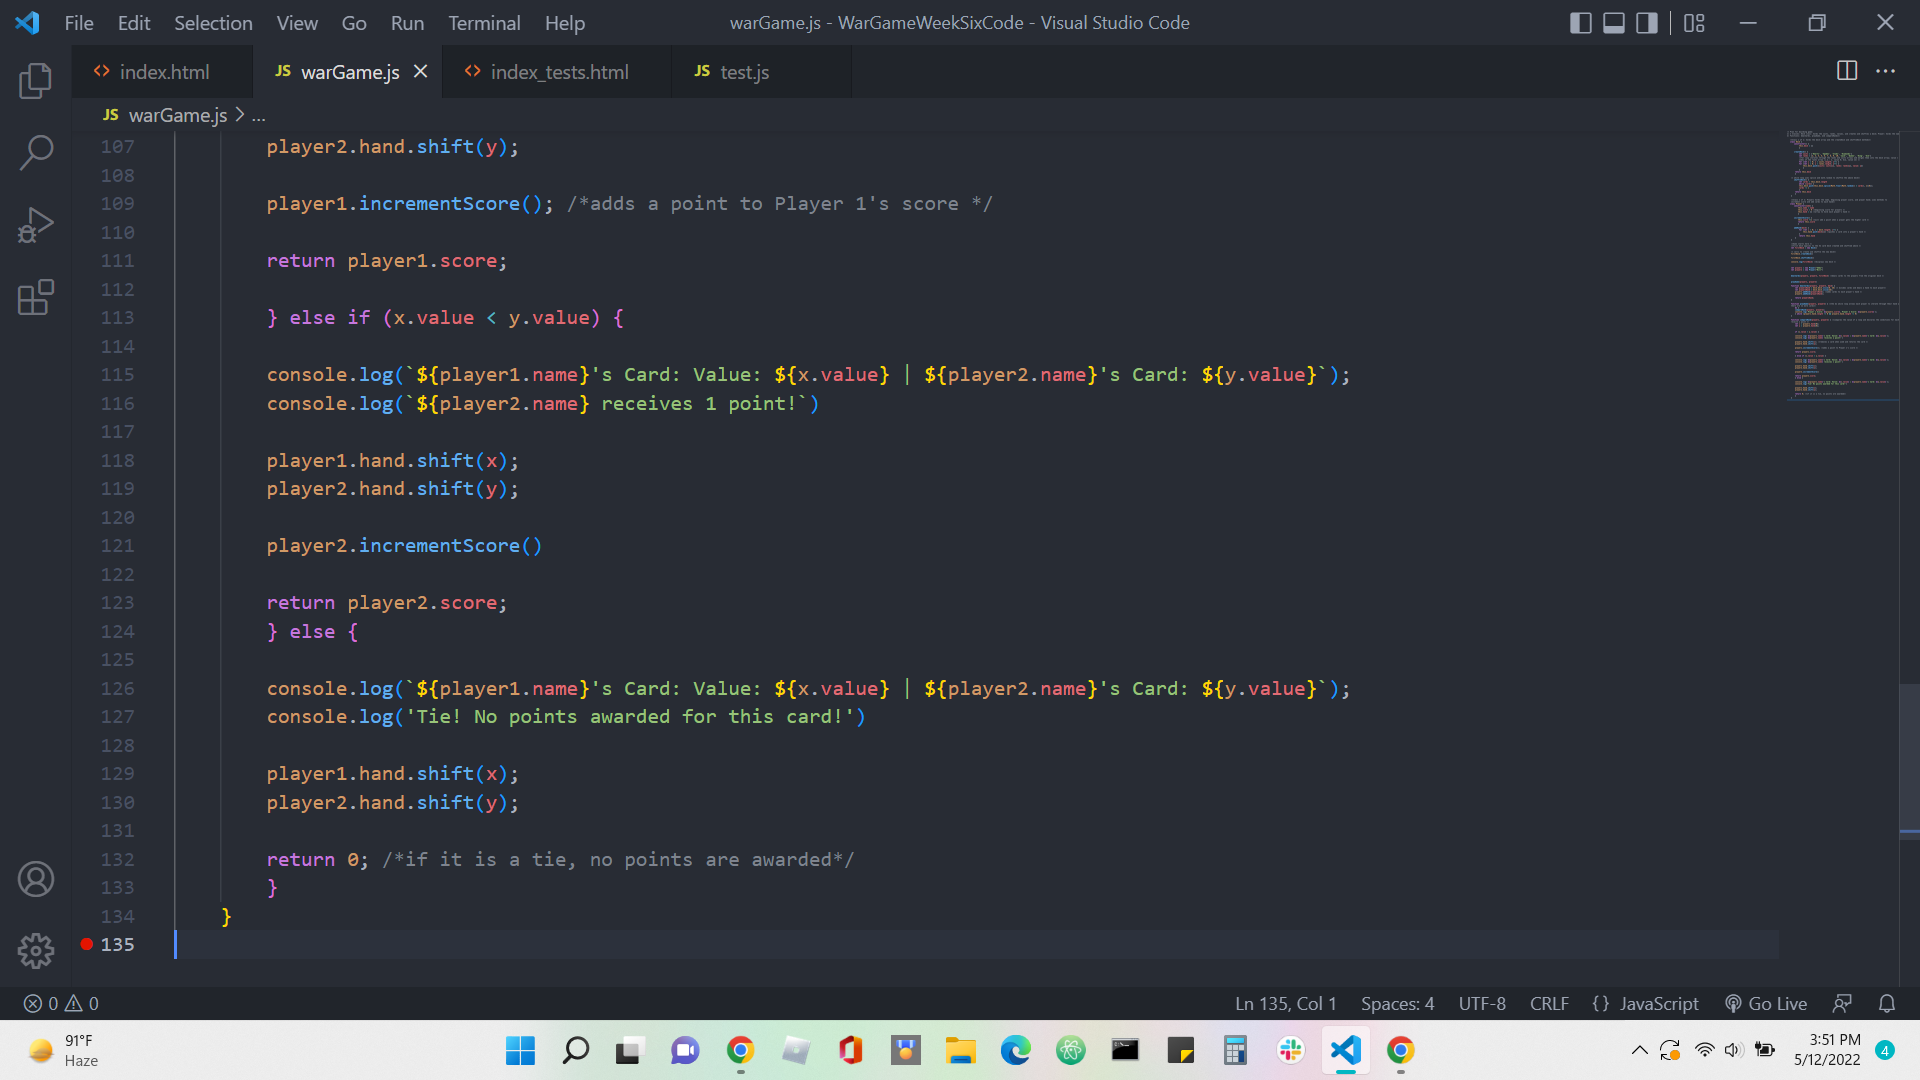 File Edit Selection View Go Run Terminal Help
warGame.js - WarGameWeekSixCode - Visual Studio Code
index.html
JS warGame.js
index_tests.html
JS test.js
JS warGame.js > ...
107 player2.hand.shift(y);
108
109 player1.incrementScore(); /*adds a point to Player 1's score */
110
111 return player1.score;
112
113 } else if (x.value < y.value) {
114
115 console.log(`${player1.name}'s Card: Value: ${x.value} | ${player2.name}'s Card: ${y.value}`);
116 console.log(`${player2.name} receives 1 point!`)
117
118 player1.hand.shift(x);
119 player2.hand.shift(y);
120
121 player2.incrementScore()
122
123 return player2.score;
124 } else {
125
126 console.log(`${player1.name}'s Card: Value: ${x.value} | ${player2.name}'s Card: ${y.value}`);
127 console.log('Tie! No points awarded for this card!')
128
129 player1.hand.shift(x);
130 player2.hand.shift(y);
131
132 return 0; /*if it is a tie, no points are awarded*/
133 }
134 }
135
0 0
Ln 135, Col 1 Spaces: 4 UTF-8 CRLF {} JavaScript Go Live
91°F
Haze
3:51 PM
5/12/2022
4